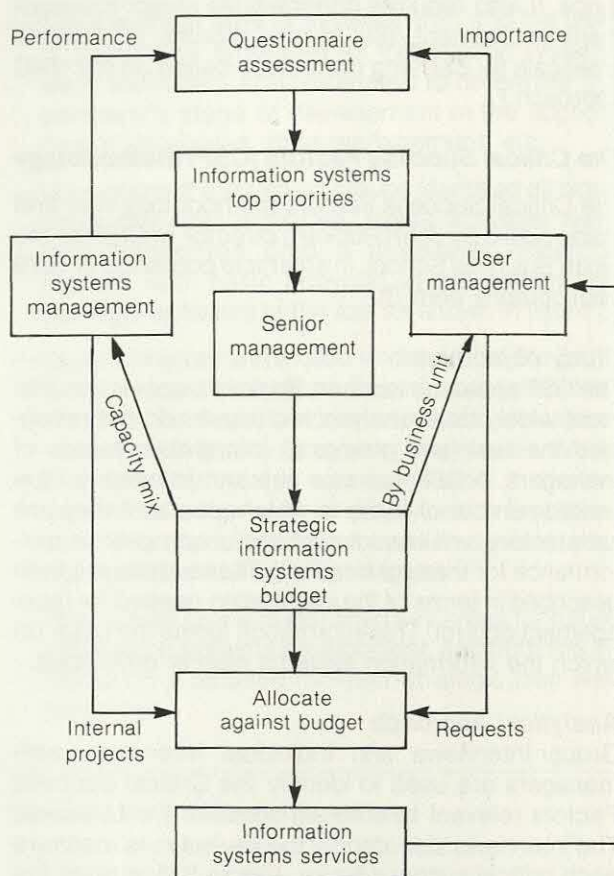 Performance
Questionnaire
assessment
Importance
Information systems
top priorities
Information
systems
management
User
management
Senior
management
Capacity mix
By business unit
Strategic
information
systems
budget
Internal
projects
Allocate
against budget
Requests
Information
systems services